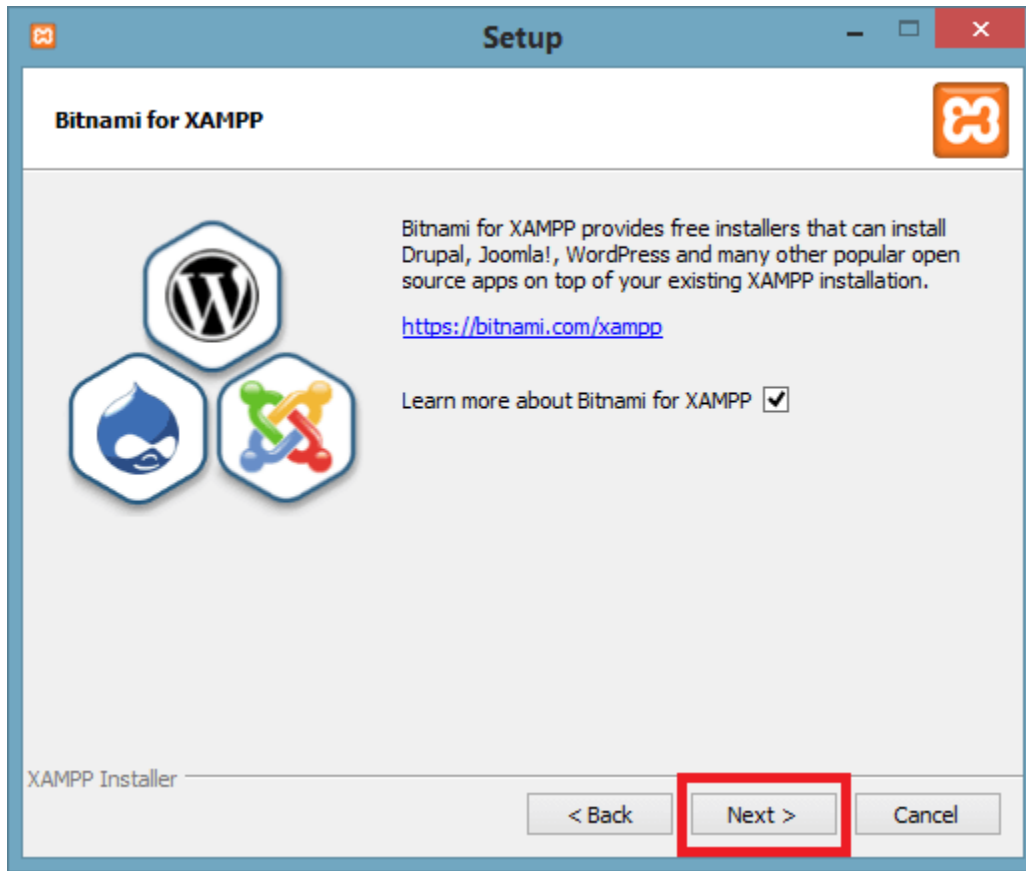 Setup
Bitnami for XAMPP
Bitnami for XAMPP provides free installers that can install
Drupal, Joomla!, WordPress and many other popular open
source apps on top of your existing XAMPP installation.
https://bitnami.com/xampp
Learn more about Bitnami for XAMPP
XAMPP Installer
< Back
Next >
Cancel